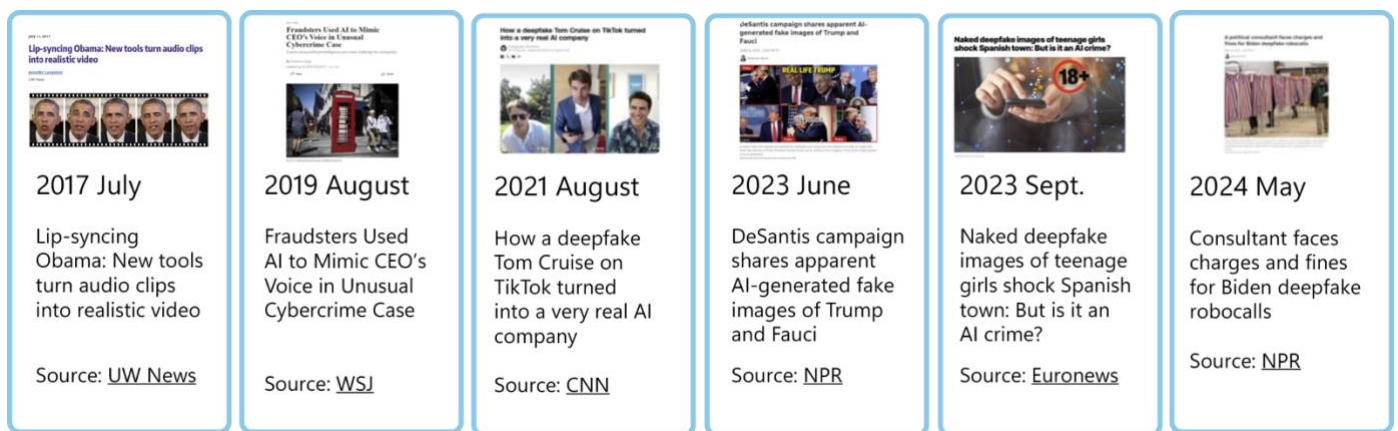 July 11, 2017
Lip-syncing Obama: New tools turn audio clips
into realistic video
2017 July
Lip-syncing
Obama: New tools
turn audio clips
into realistic video
Source: UW News
Fraudsters Used AI to Mimic
CEO's Voice in Unusual
Cybercrime Case
2019 August
Fraudsters Used
AI to Mimic CEO's
Voice in Unusual
Cybercrime Case
Source: WSJ
How a deepfake Tom Cruise on TikTok turned
into a very real AI company
2021 August
How a deepfake
Tom Cruise on
TikTok turned
into a very real AI
company
Source: CNN
DeSantis campaign shares apparent AI-
generated fake images of Trump and
Fauci
REAL LIFE TRUMP
2023 June
DeSantis campaign
shares apparent
AI-generated fake
images of Trump
and Fauci
Source: NPR
Naked deepfake images of teenage girls
shock Spanish town: But is it an AI crime?
18+
2023 Sept.
Naked deepfake
images of teenage
girls shock Spanish
town: But is it an
AI crime?
Source: Euronews
A political consultant faces charges and
fines for Biden deepfake robocalls
2024 May
Consultant faces
charges and fines
for Biden deepfake
robocalls
Source: NPR